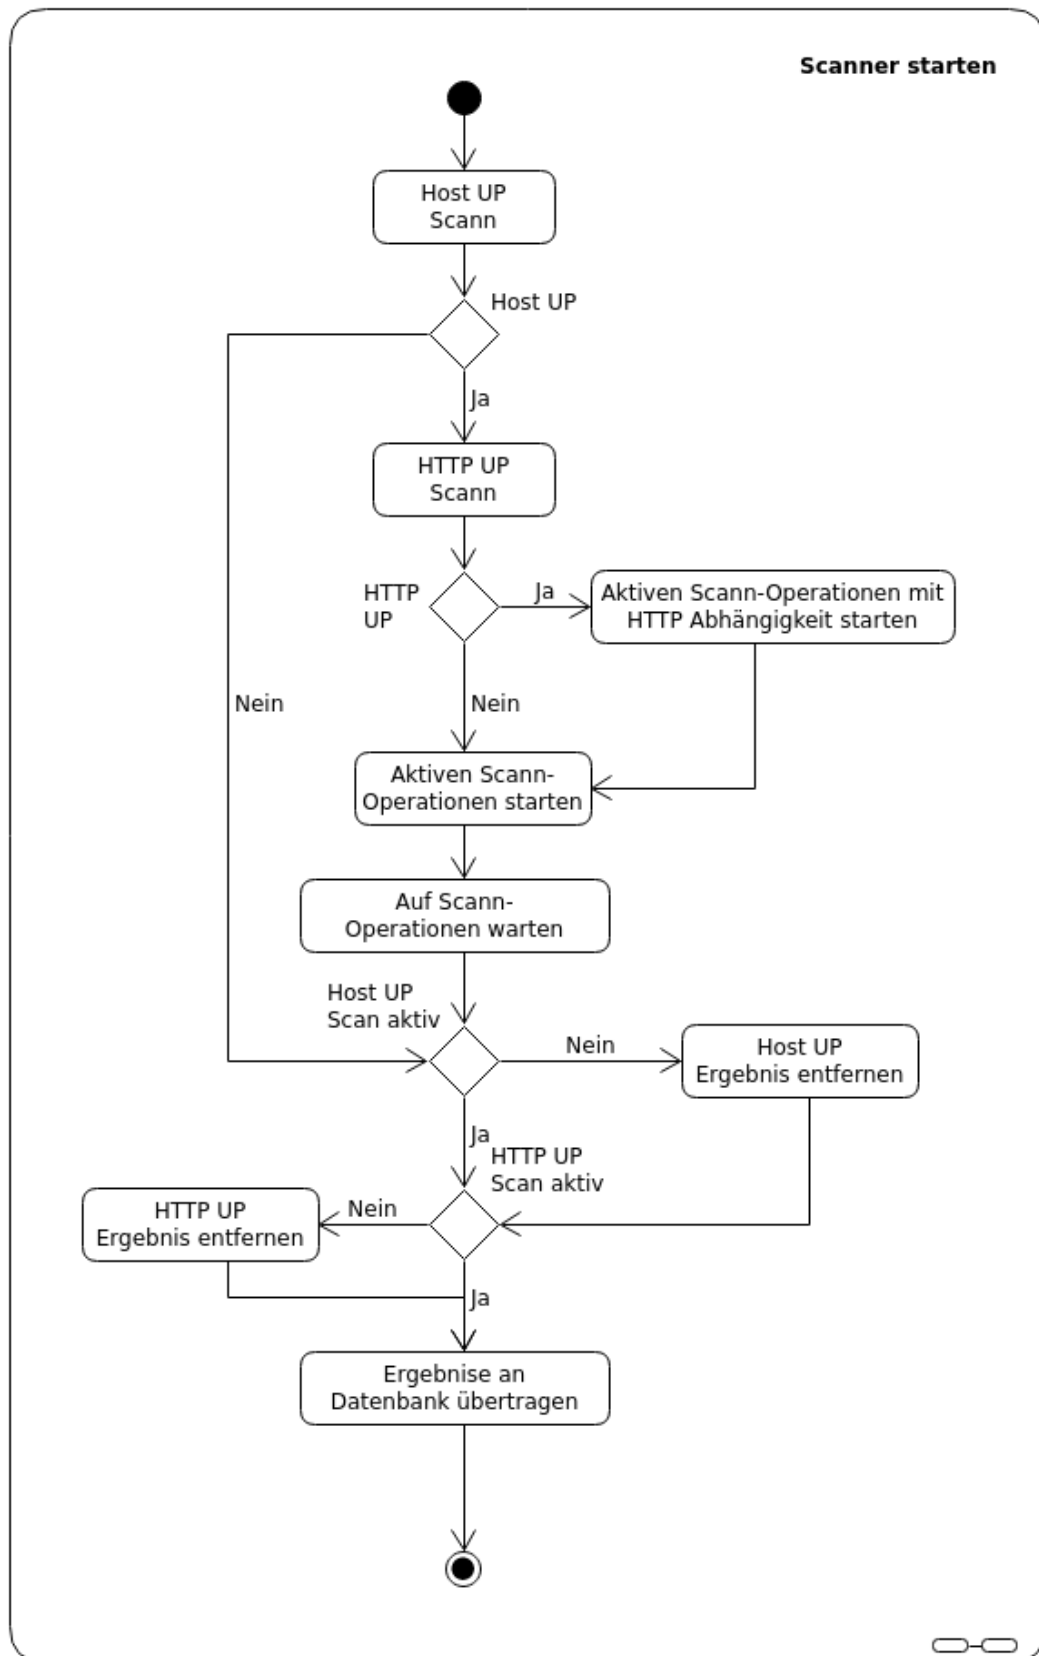 Scanner starten
Host UP
Scann
Host UP
Ja
HTTP UP
Scann
HTTP
UP
Ja
Aktiven Scann-Operationen mit
HTTP Abhängigkeit starten
Nein
Nein
Aktiven Scann-
Operationen starten
Auf Scann-
Operationen warten
Host UP
Scan aktiv
Nein
Host UP
Ergebnis entfernen
Ja
HTTP UP
Scan aktiv
HTTP UP
Ergebnis entfernen
Nein
Ja
Ergebnise an
Datenbank übertragen